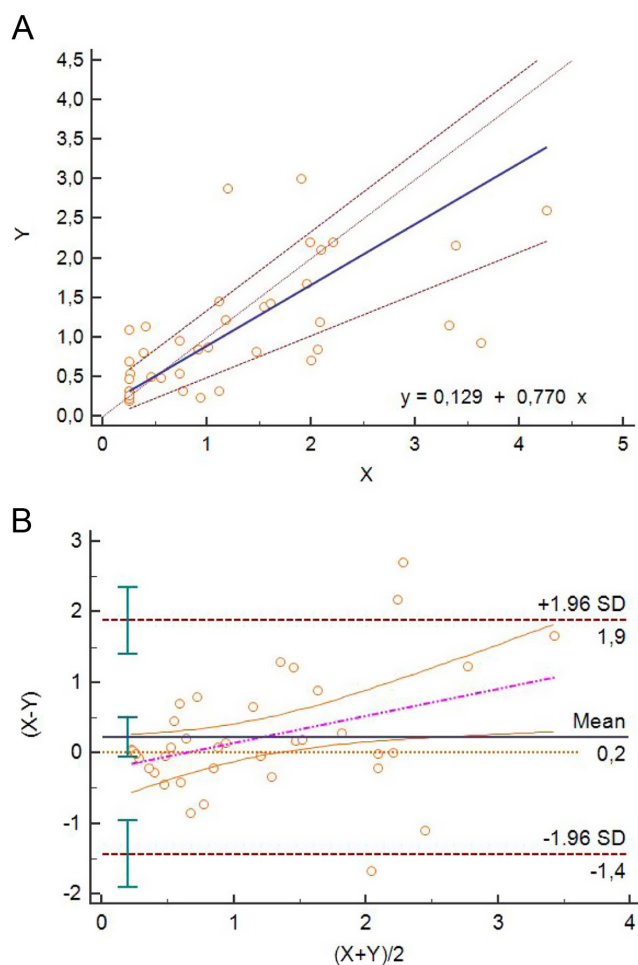 A
4,5
4,0
3,5
3,0
2,5
2,0
1,5
1,0
0,5
0,0
Y
y = 0,129 + 0,770 x
0 1 2 3 4 5
X
B
3
2
1
0
-1
-2
(X-Y)
+1.96 SD
1,9
Mean
0,2
-1.96 SD
-1,4
0 1 2 3 4
(X+Y)/2